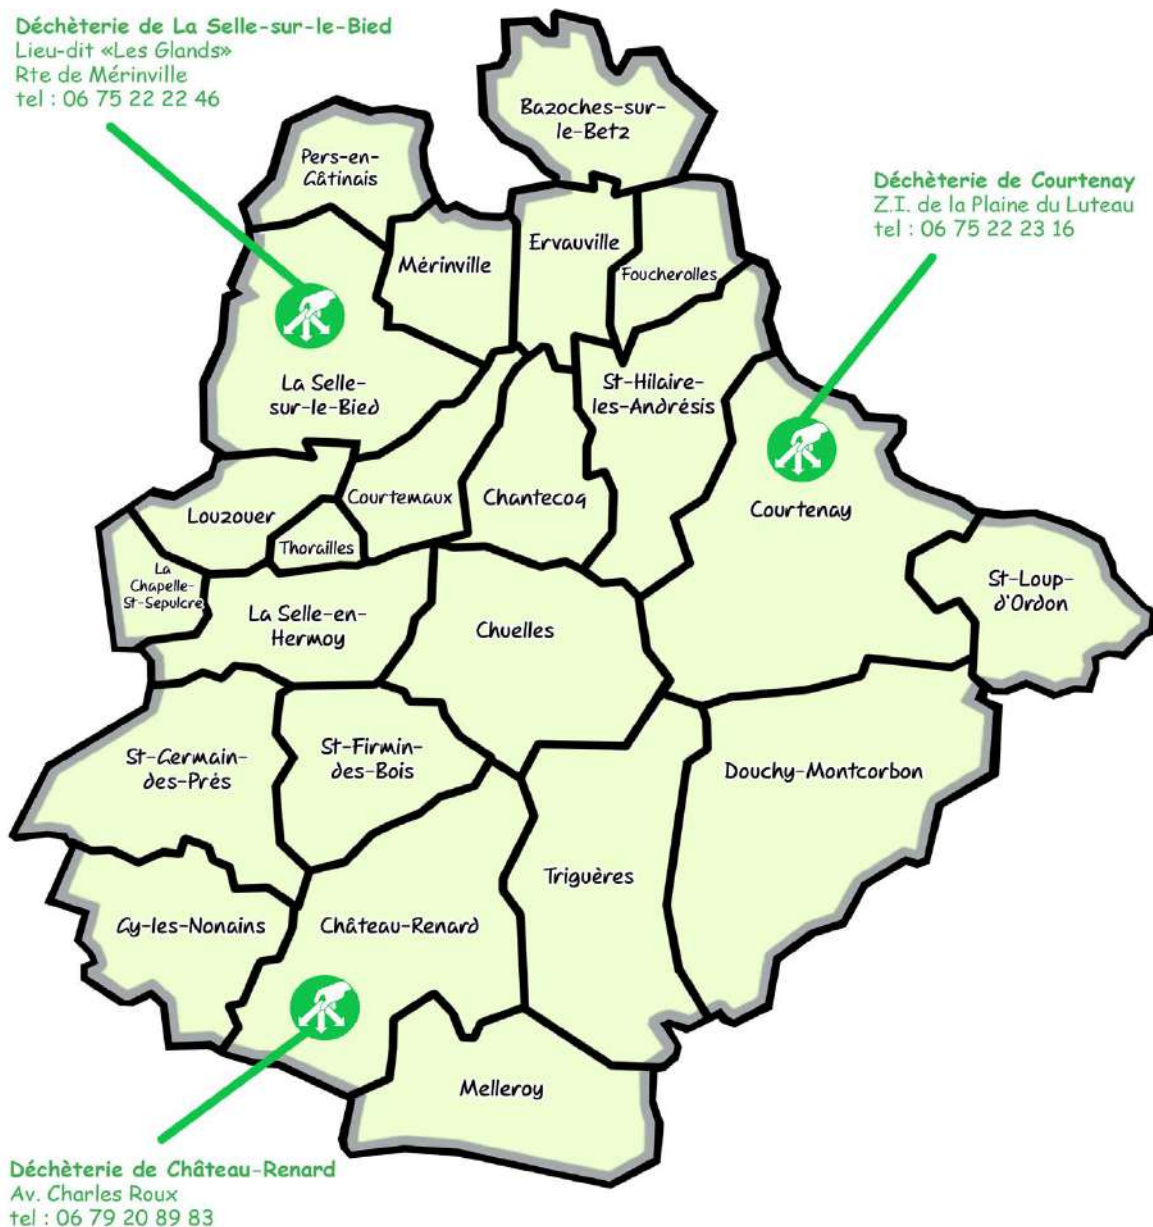 Déchèterie de La Selle-sur-le-Bied
Lieu-dit «Les Glands»
Rte de Mérinville
tel : 06 75 22 22 46
Bazoches-sur-
le-Betz
Pers-en-
Gâtinais
Déchèterie de Courtenay
Z.I. de la Plaine du Luteau
tel : 06 75 22 23 16
Mérinville
Ervauville
Foucherolles
La Selle-
sur-le-Bied
St-Hilaire-
les-Andrésis
Louzouer
Courtemaux
Chantecoq
Courtenay
Thorailles
La
Chapelle-
St-Sepulcre
La Selle-en-
Hermoy
Chuelles
St-Loup-
d'Ordon
St-Germain-
des-Prés
St-Firmin-
des-Bois
Douchy-Montcorbon
Triguères
Gy-les-Nonains
Château-Renard
Melleroy
Déchèterie de Château-Renard
Av. Charles Roux
tel : 06 79 20 89 83